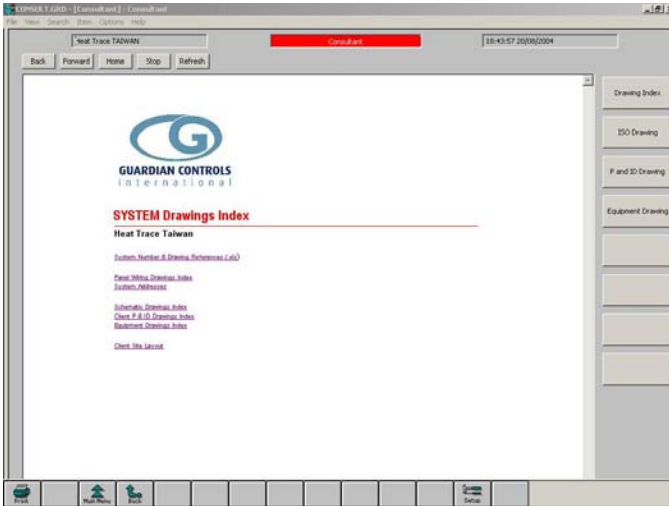 CONSULT.GRD - [Consultant] - Consultant
File View Search Item Options Help
Heat Trace TAIWAN
Consultant
18:43:57 20/08/2004
Back Forward Home Stop Refresh
Drawing Index
ISO Drawing
P and ID Drawing
Equipment Drawing
G
GUARDIAN CONTROLS
international
SYSTEM Drawings Index
Heat Trace Taiwan
System Number & Drawing References (.xls)
Panel Wiring Drawings Index
System Addresses
Schematic Drawings Index
Client P & ID Drawings Index
Equipment Drawings Index
Client Site Layout
Print Main Menu Back Setup